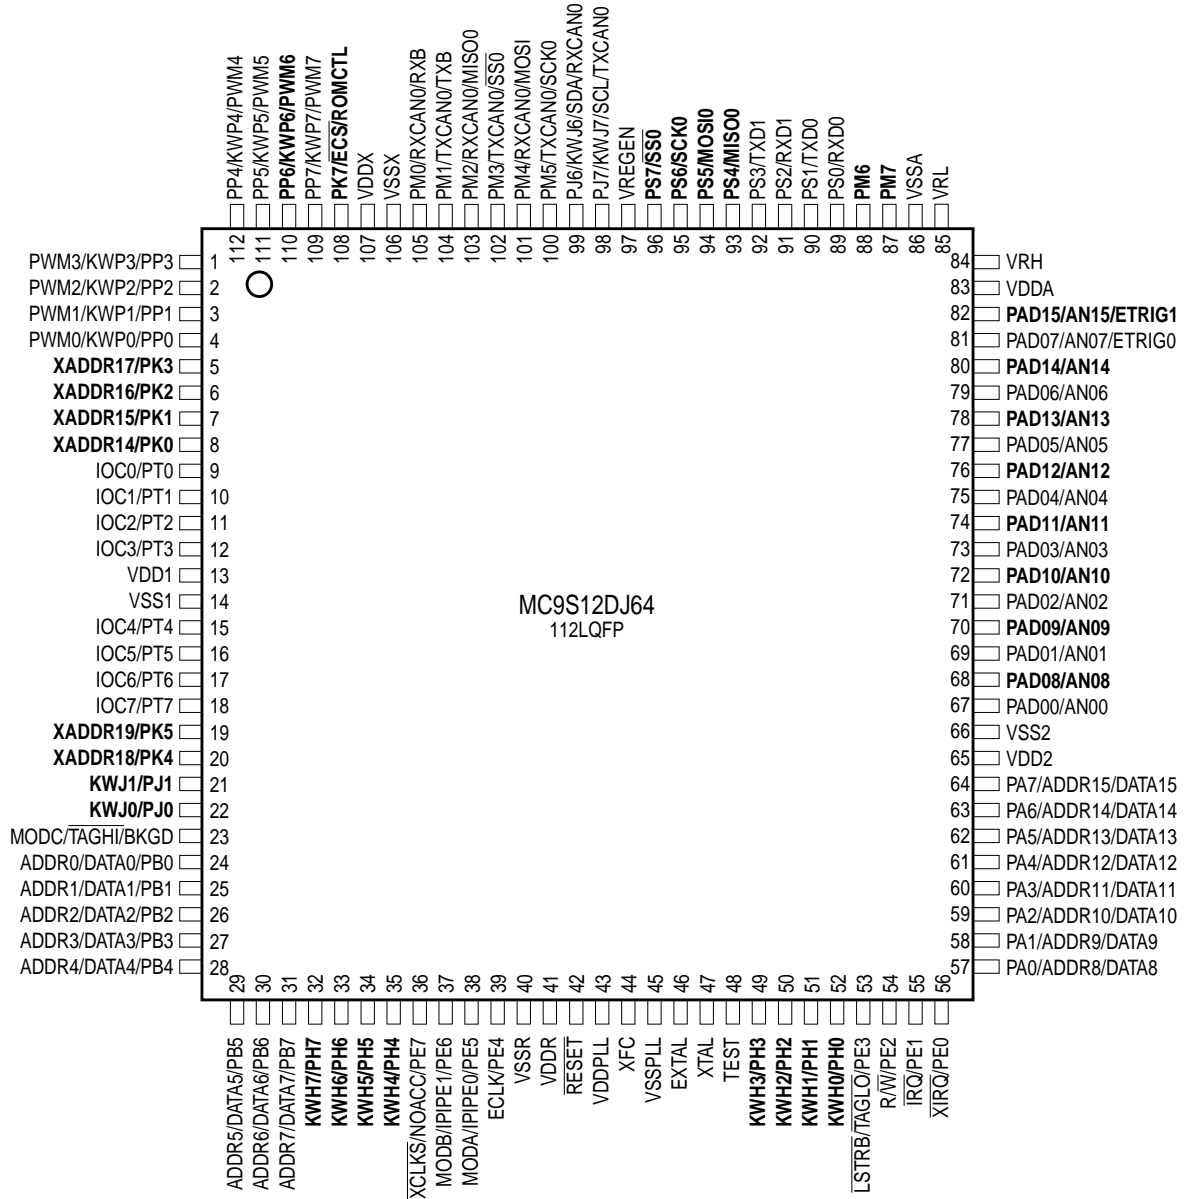 PP4/KWP4/PWM4
PP5/KWP5/PWM5
PP6/KWP6/PWM6
PP7/KWP7/PWM7
PK7/ECS/ROMCTL
VDDX
VSSX
PM0/RXCAN0/RXB
PM1/TXCAN0/TXB
PM2/RXCAN0/MISO0
PM3/TXCAN0/SS0
PM4/RXCAN0/MOSI
PM5/TXCAN0/SCK0
PJ6/KWJ6/SDA/RXCAN0
PJ7/KWJ7/SCL/TXCAN0
VREGEN
PS7/SS0
PS6/SCK0
PS5/MOSI0
PS4/MISO0
PS3/TXD1
PS2/RXD1
PS1/TXD0
PS0/RXD0
PM6
PM7
VSSA
VRL
112
111
110
109
108
107
106
105
104
103
102
101
100
99
98
97
96
95
94
93
92
91
90
89
88
87
86
85
PWM3/KWP3/PP3 1
PWM2/KWP2/PP2 2
PWM1/KWP1/PP1 3
PWM0/KWP0/PP0 4
XADDR17/PK3 5
XADDR16/PK2 6
XADDR15/PK1 7
XADDR14/PK0 8
IOC0/PT0 9
IOC1/PT1 10
IOC2/PT2 11
IOC3/PT3 12
VDD1 13
VSS1 14
IOC4/PT4 15
IOC5/PT5 16
IOC6/PT6 17
IOC7/PT7 18
XADDR19/PK5 19
XADDR18/PK4 20
KWJ1/PJ1 21
KWJ0/PJ0 22
MODC/TAGHI/BKGD 23
ADDR0/DATA0/PB0 24
ADDR1/DATA1/PB1 25
ADDR2/DATA2/PB2 26
ADDR3/DATA3/PB3 27
ADDR4/DATA4/PB4 28
MC9S12DJ64
112LQFP
84 VRH
83 VDDA
82 PAD15/AN15/ETRIG1
81 PAD07/AN07/ETRIG0
80 PAD14/AN14
79 PAD06/AN06
78 PAD13/AN13
77 PAD05/AN05
76 PAD12/AN12
75 PAD04/AN04
74 PAD11/AN11
73 PAD03/AN03
72 PAD10/AN10
71 PAD02/AN02
70 PAD09/AN09
69 PAD01/AN01
68 PAD08/AN08
67 PAD00/AN00
66 VSS2
65 VDD2
64 PA7/ADDR15/DATA15
63 PA6/ADDR14/DATA14
62 PA5/ADDR13/DATA13
61 PA4/ADDR12/DATA12
60 PA3/ADDR11/DATA11
59 PA2/ADDR10/DATA10
58 PA1/ADDR9/DATA9
57 PA0/ADDR8/DATA8
29
30
31
32
33
34
35
36
37
38
39
40
41
42
43
44
45
46
47
48
49
50
51
52
53
54
55
56
ADDR5/DATA5/PB5
ADDR6/DATA6/PB6
ADDR7/DATA7/PB7
KWH7/PH7
KWH6/PH6
KWH5/PH5
KWH4/PH4
XCLKS/NOACC/PE7
MODB/IPIPE1/PE6
MODA/IPIPE0/PE5
ECLK/PE4
VSSR
VDDR
RESET
VDDPLL
XFC
VSSPLL
EXTAL
XTAL
TEST
KWH3/PH3
KWH2/PH2
KWH1/PH1
KWH0/PH0
LSTRB/TAGLO/PE3
R/W/PE2
IRQ/PE1
XIRQ/PE0